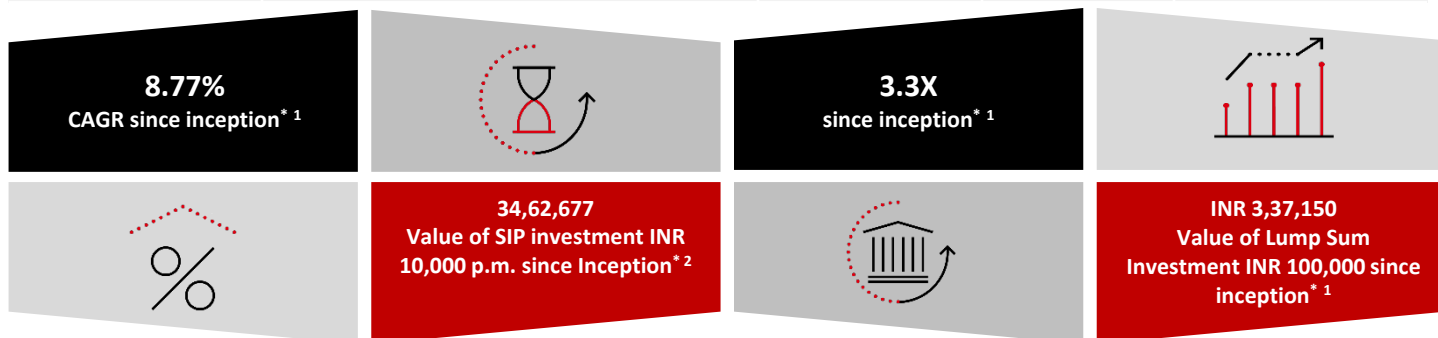 8.77%
CAGR since inception* 1
3.3X
since inception* 1
34,62,677
Value of SIP investment INR
10,000 p.m. since Inception* 2
INR 3,37,150
Value of Lump Sum
Investment INR 100,000 since
inception* 1